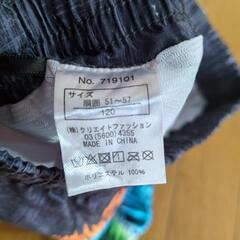 No. 719101
サイズ
胴囲 51～57
120
(株)クリエイトファッション
03(5600)4355
MADE IN CHINA
ポリエステル 100%